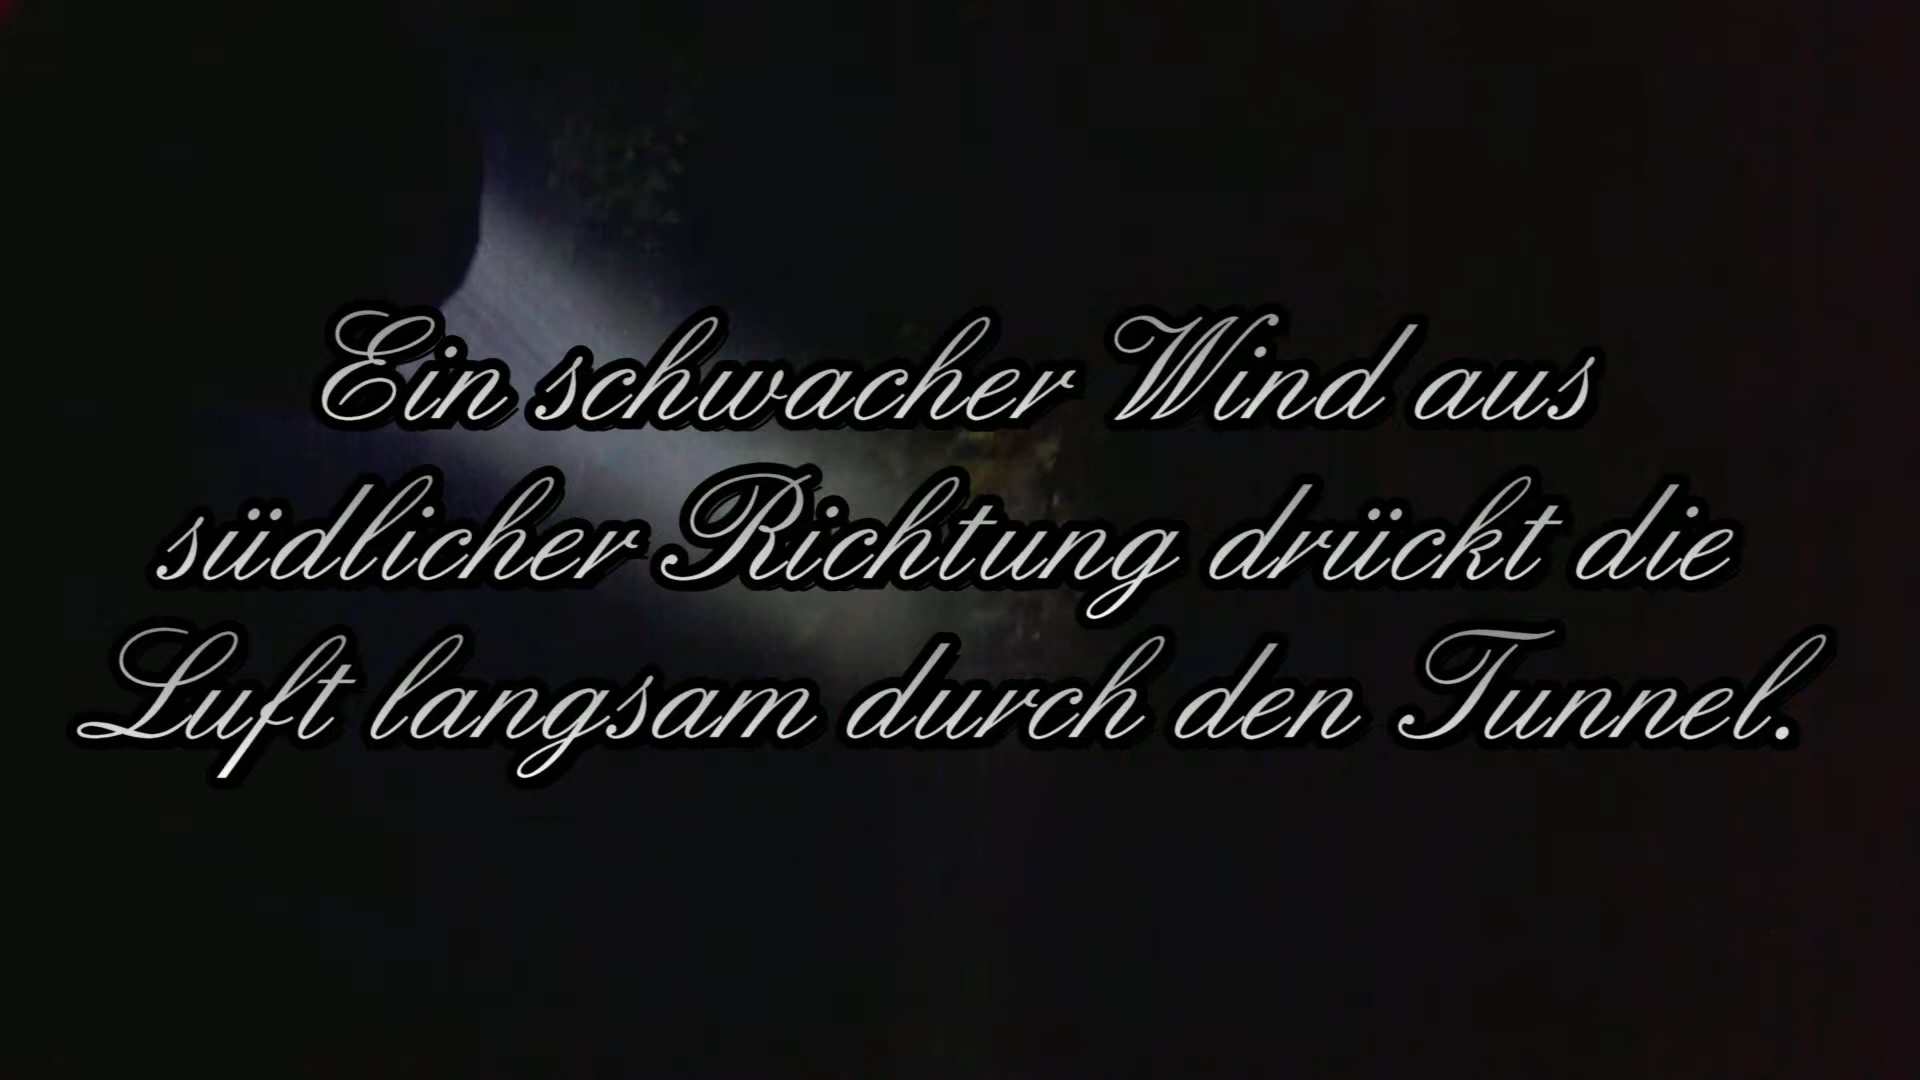 Ein schwacher Wind aus
südlicher Richtung drückt die
Luft langsam durch den Tunnel.